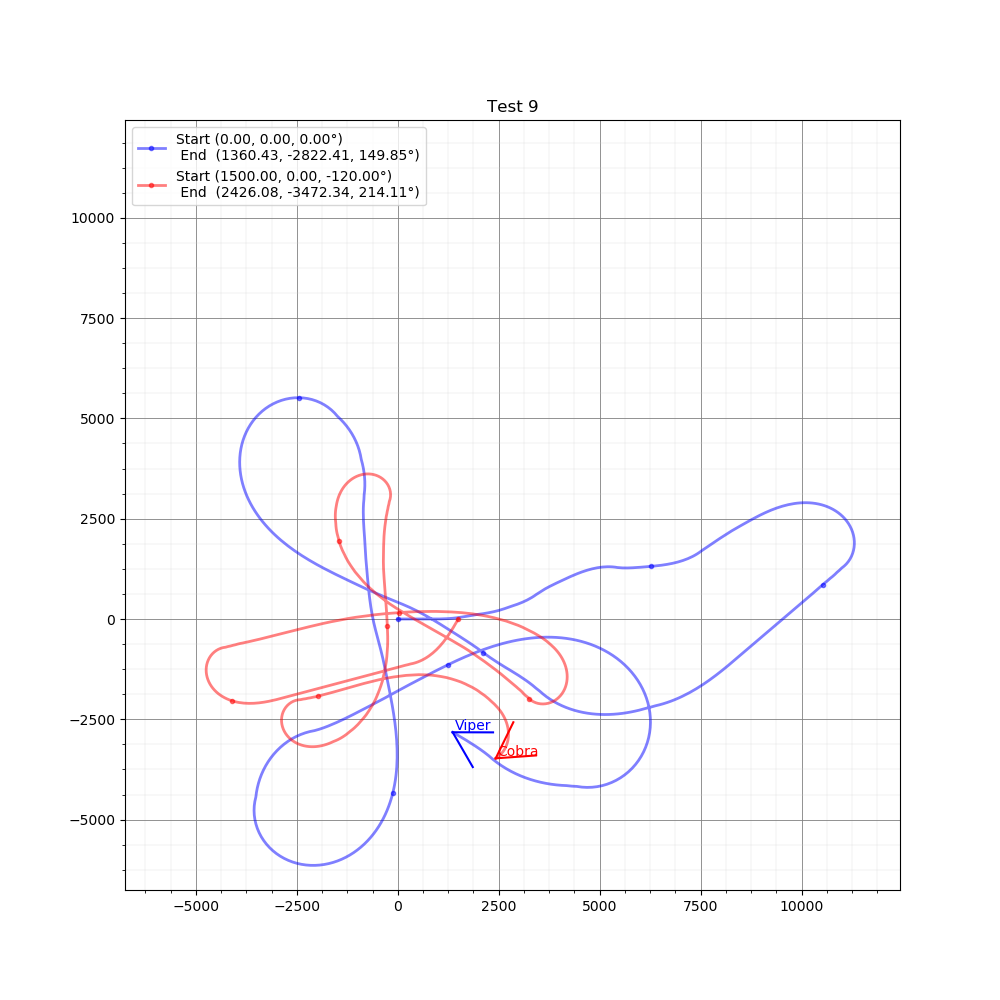 Test 9
Start (0.00, 0.00, 0.00°)
End (1360.43, -2822.41, 149.85°)
Start (1500.00, 0.00, -120.00°)
End (2426.08, -3472.34, 214.11°)
10000
7500
5000
2500
0
−2500
−5000
Viper
Cobra
−5000
−2500
0
2500
5000
7500
10000